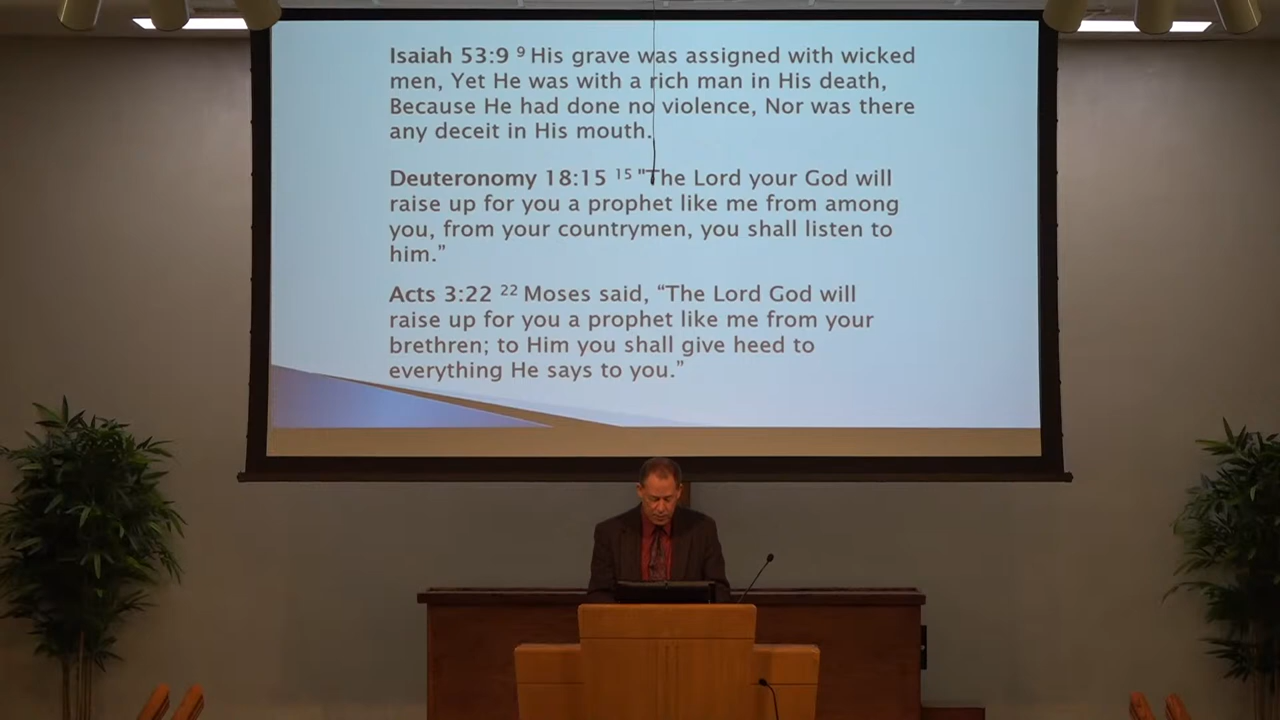 Isaiah 53:9 ⁹ His grave was assigned with wicked
men, Yet He was with a rich man in His death,
Because He had done no violence, Nor was there
any deceit in His mouth.
Deuteronomy 18:15 ¹⁵ "The Lord your God will
raise up for you a prophet like me from among
you, from your countrymen, you shall listen to
him.”
Acts 3:22 ²² Moses said, “The Lord God will
raise up for you a prophet like me from your
brethren; to Him you shall give heed to
everything He says to you.”